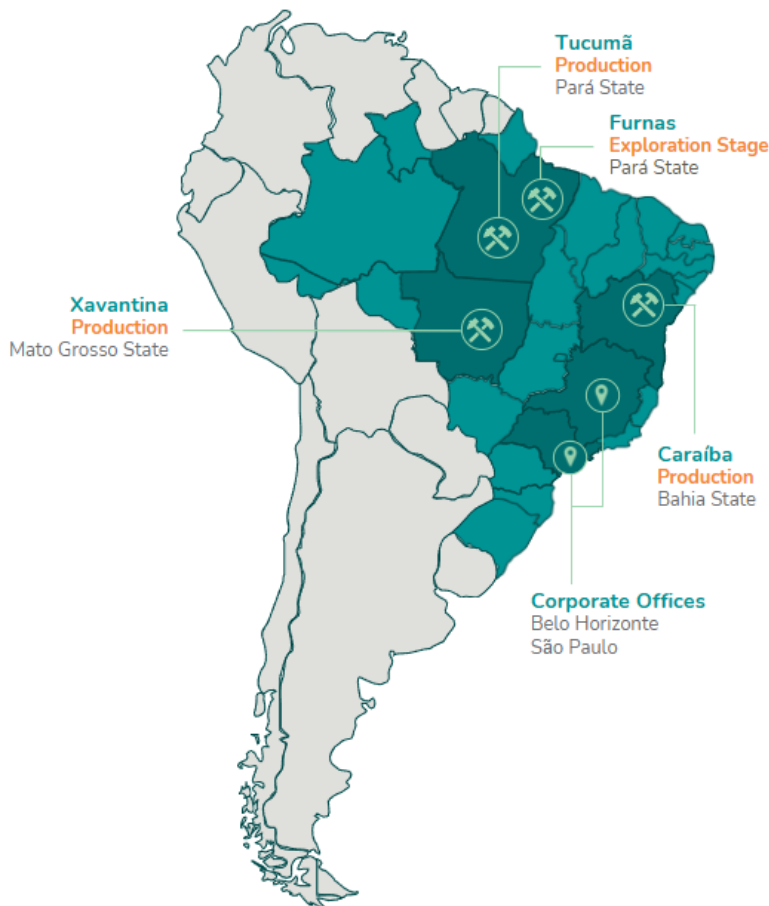 Tucumã
Production
Pará State
Furnas
Exploration Stage
Pará State
Xavantina
Production
Mato Grosso State
Caraíba
Production
Bahia State
Corporate Offices
Belo Horizonte
São Paulo